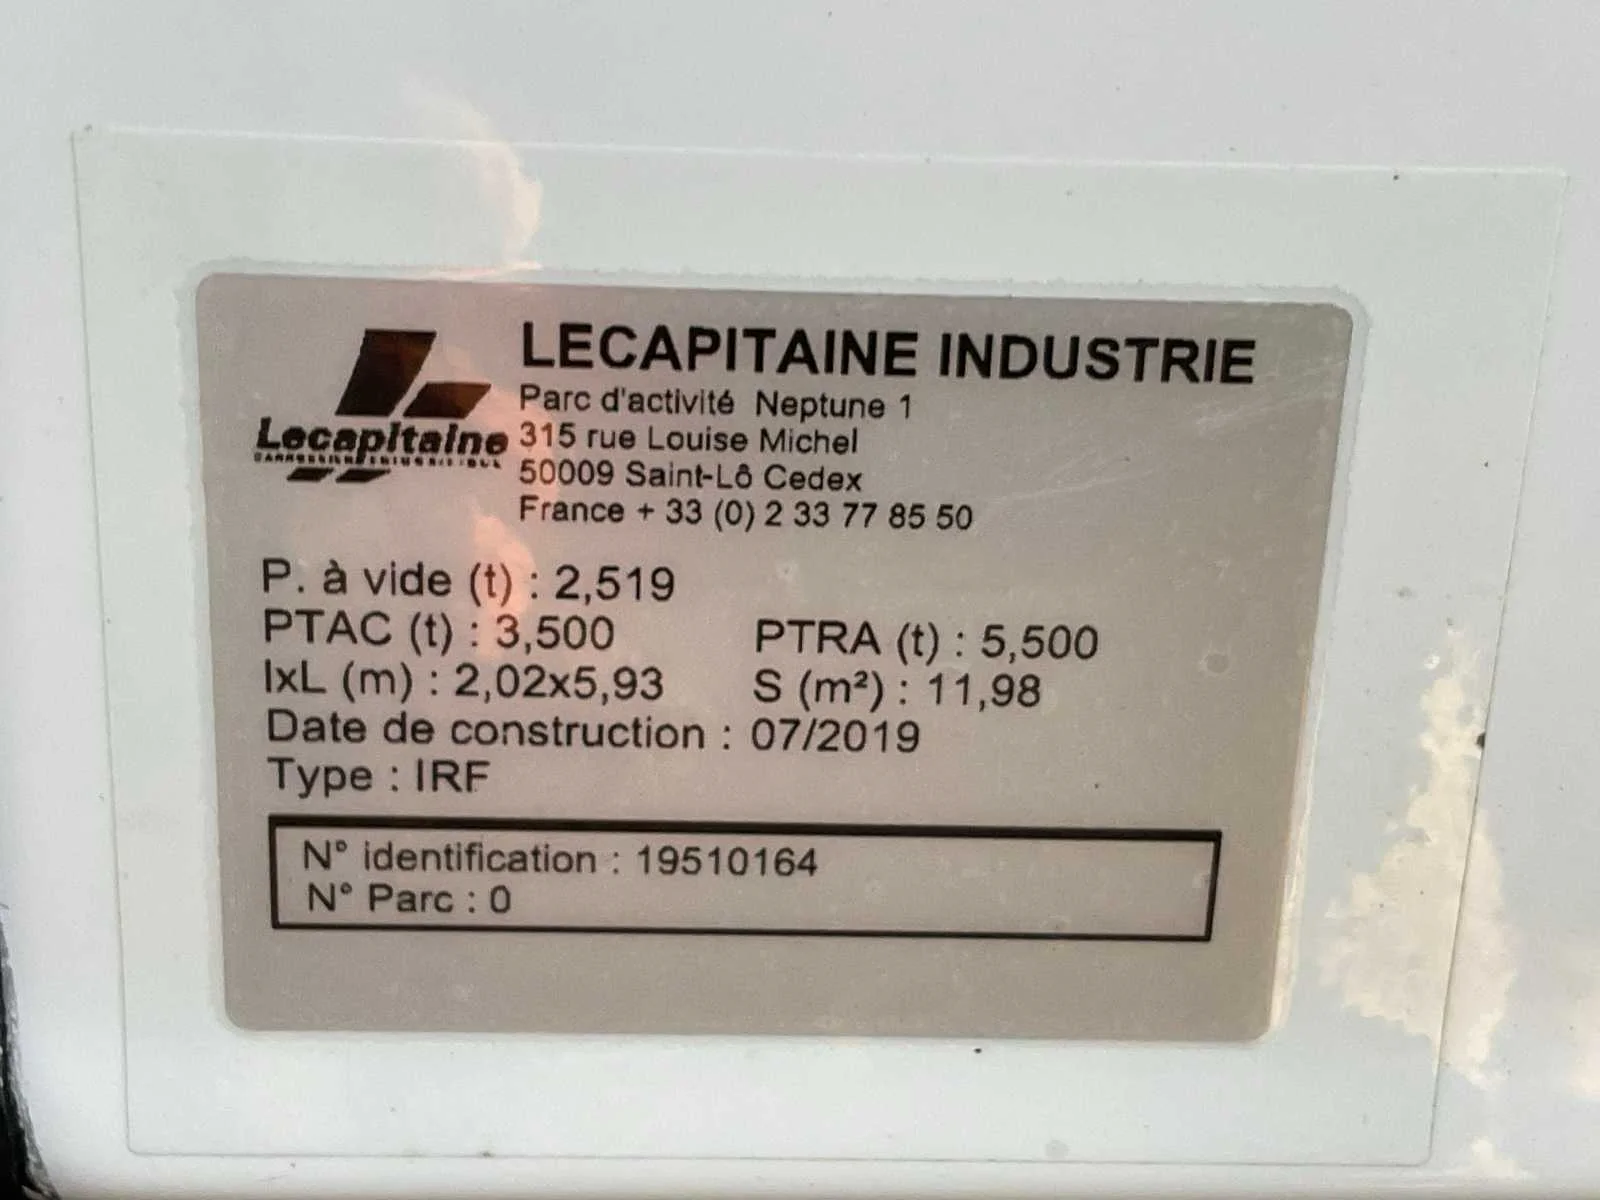 LECAPITAINE INDUSTRIE
Parc d'activité Neptune 1
Lecapitaine
315 rue Louise Michel
50009 Saint-Lô Cedex
France + 33 (0) 2 33 77 85 50
P. à vide (t) : 2,519
PTAC (t) : 3,500 PTRA (t) : 5,500
lxL (m) : 2,02x5,93 S (m²) : 11,98
Date de construction : 07/2019
Type : IRF
N° identification : 19510164
N° Parc : 0